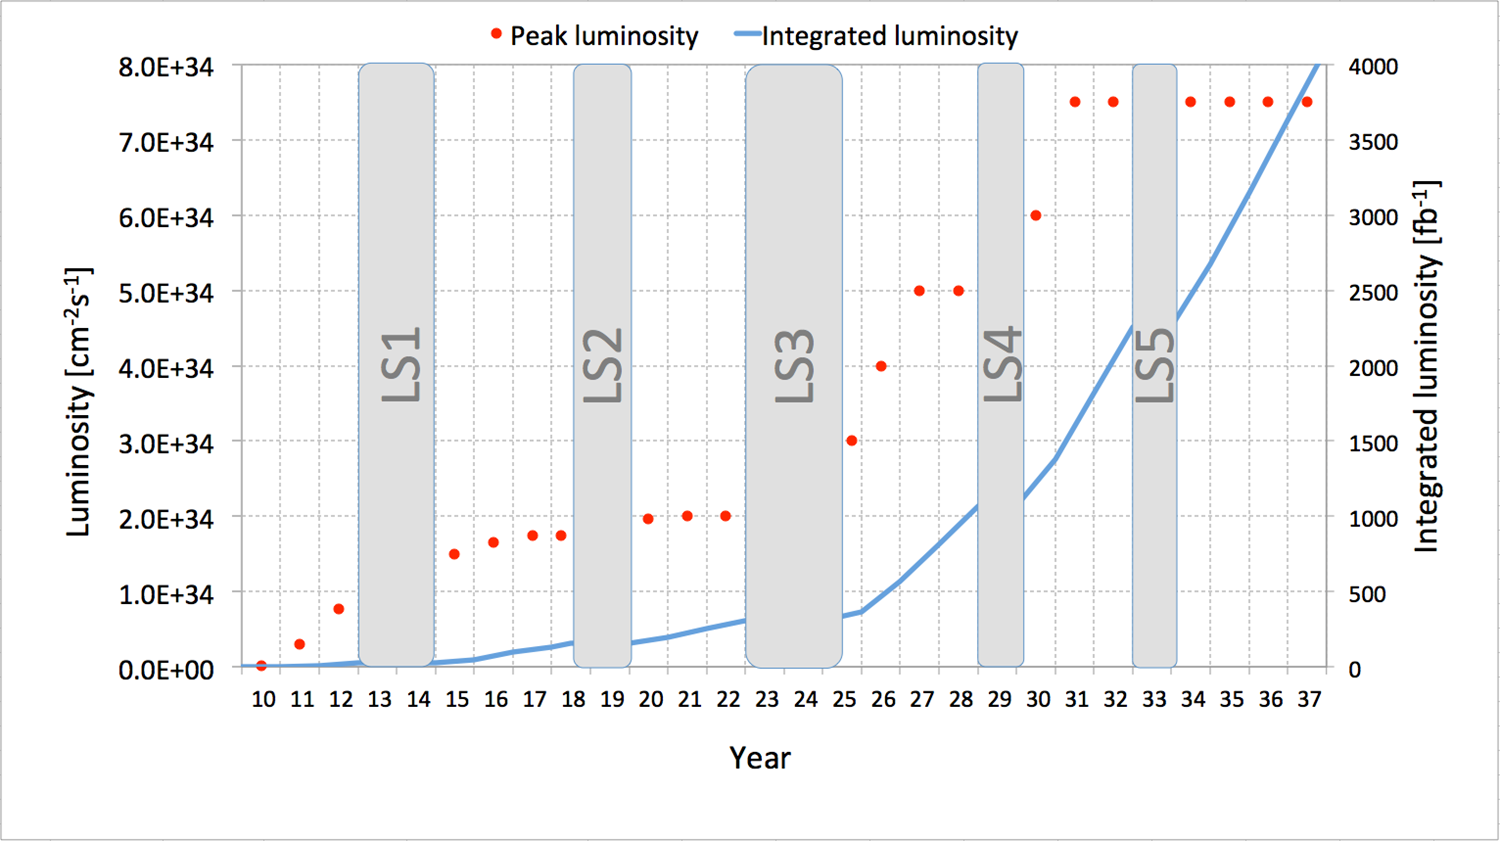 Peak luminosity Integrated luminosity
8.0E+34
7.0E+34
6.0E+34
5.0E+34
4.0E+34
3.0E+34
2.0E+34
1.0E+34
0.0E+00
Luminosity [cm-2s-1]
LS1
LS2
LS3
LS4
LS5
4000
3500
3000
2500
2000
1500
1000
500
0
Integrated luminosity [fb-1]
10 11 12 13 14 15 16 17 18 19 20 21 22 23 24 25 26 27 28 29 30 31 32 33 34 35 36 37
Year